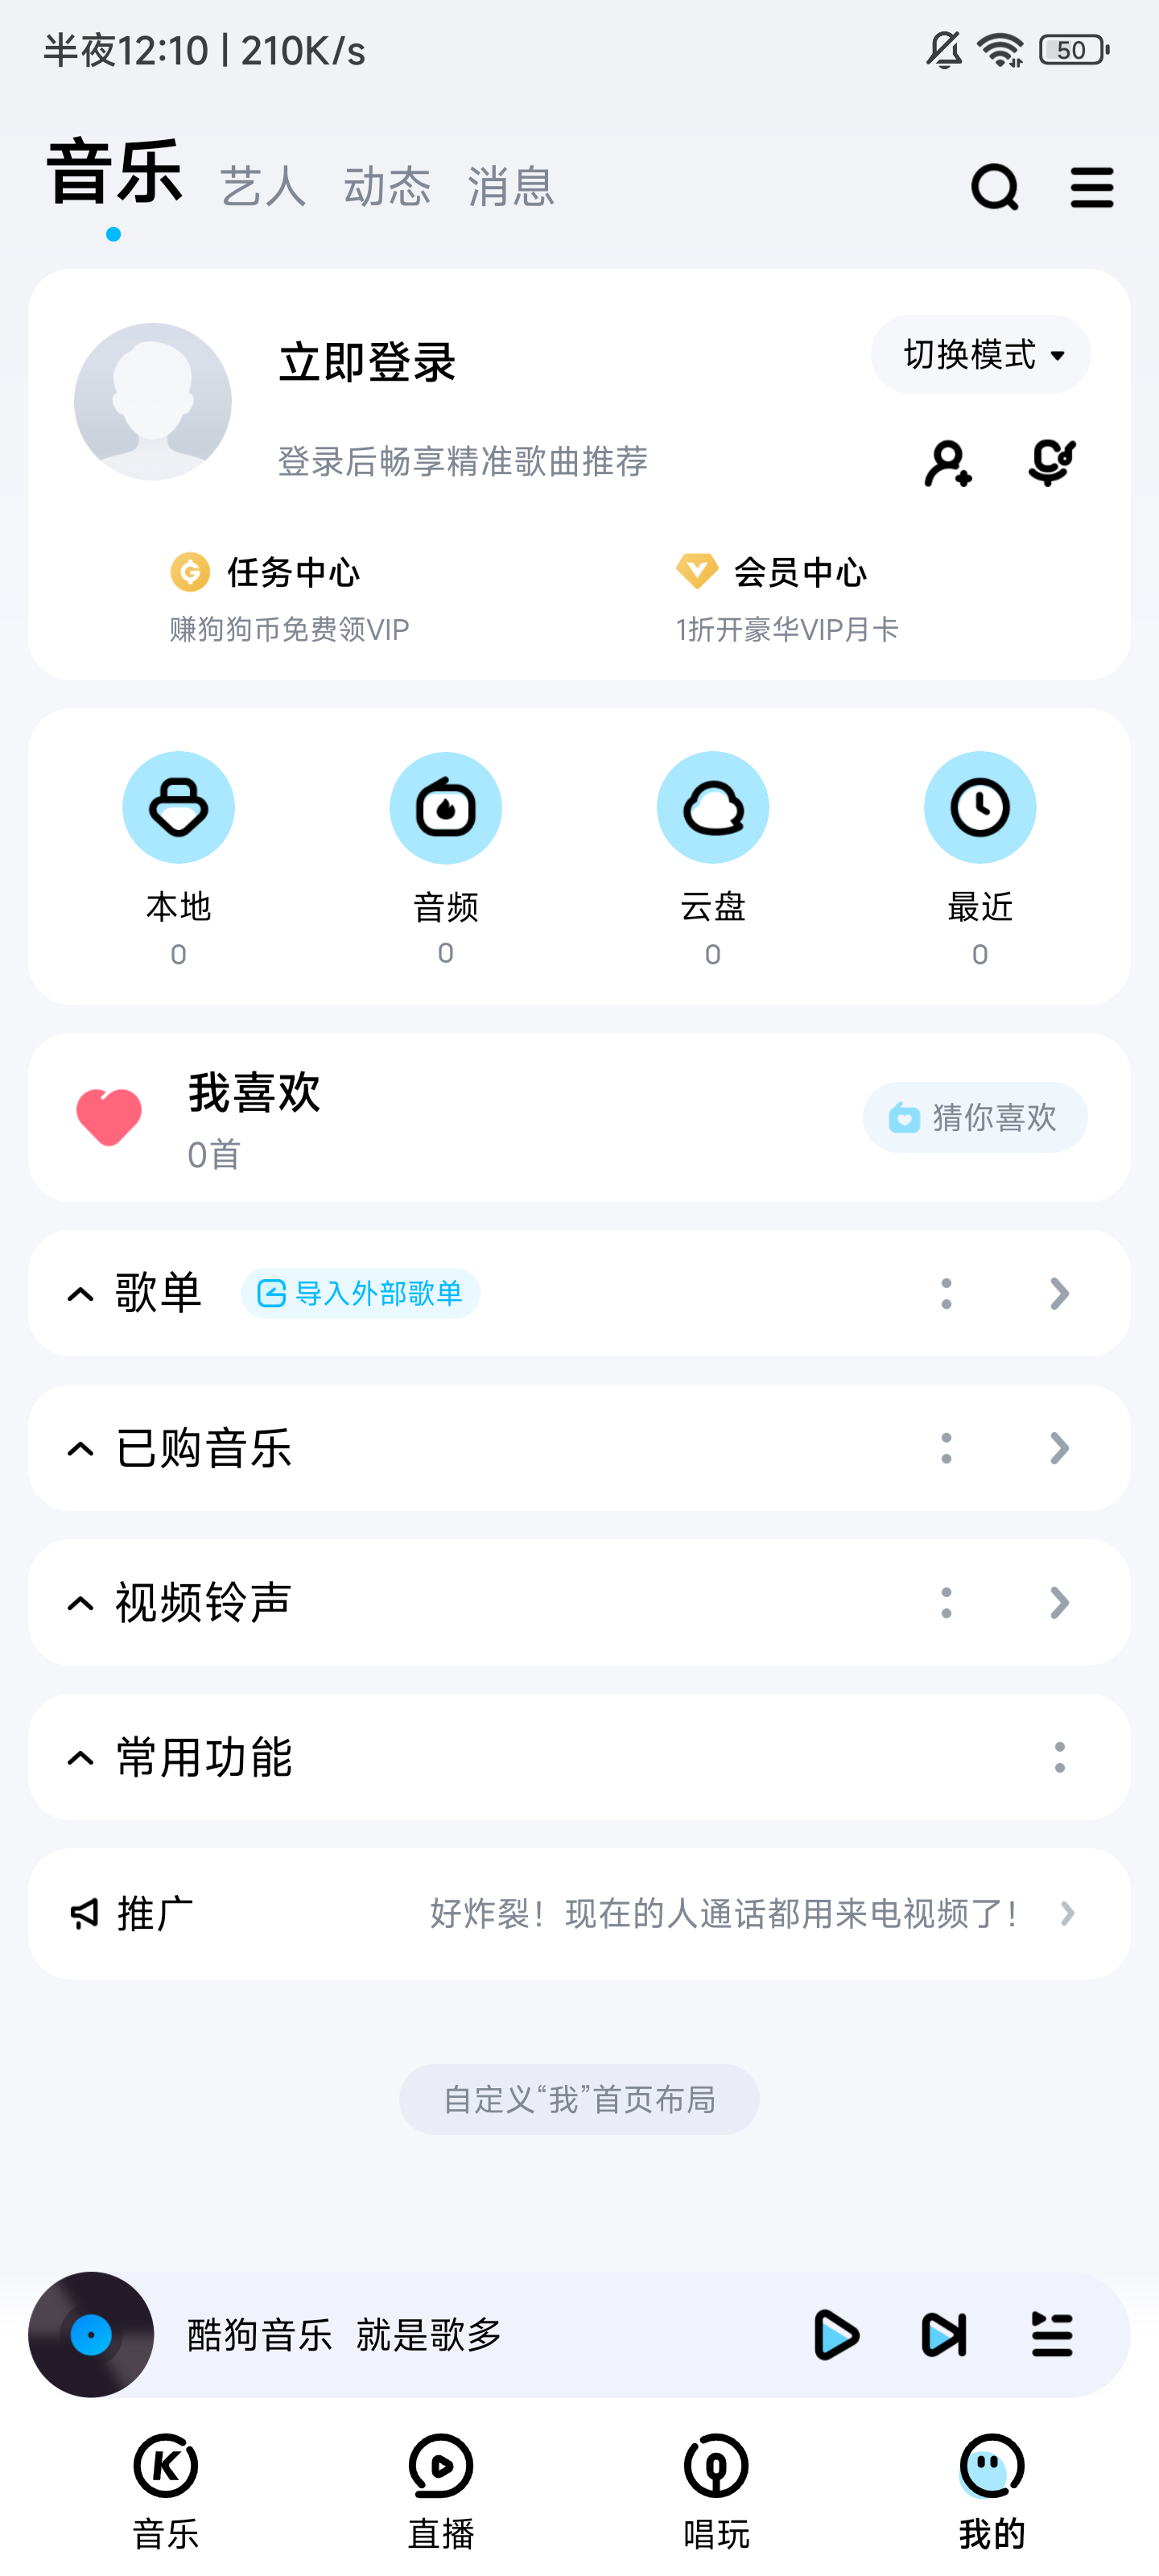 半夜12:10 | 210K/s
50
音乐 艺人 动态 消息
立即登录
切换模式
登录后畅享精准歌曲推荐
任务中心
会员中心
赚狗狗币免费领VIP
1折开豪华VIP月卡
本地 音频 云盘 最近
0 0 0 0
我喜欢
0首
猜你喜欢
歌单 导入外部歌单
已购音乐
视频铃声
常用功能
推广 好炸裂！现在的人通话都用来电视频了！
自定义“我”首页布局
酷狗音乐 就是歌多
音乐 直播 唱玩 我的